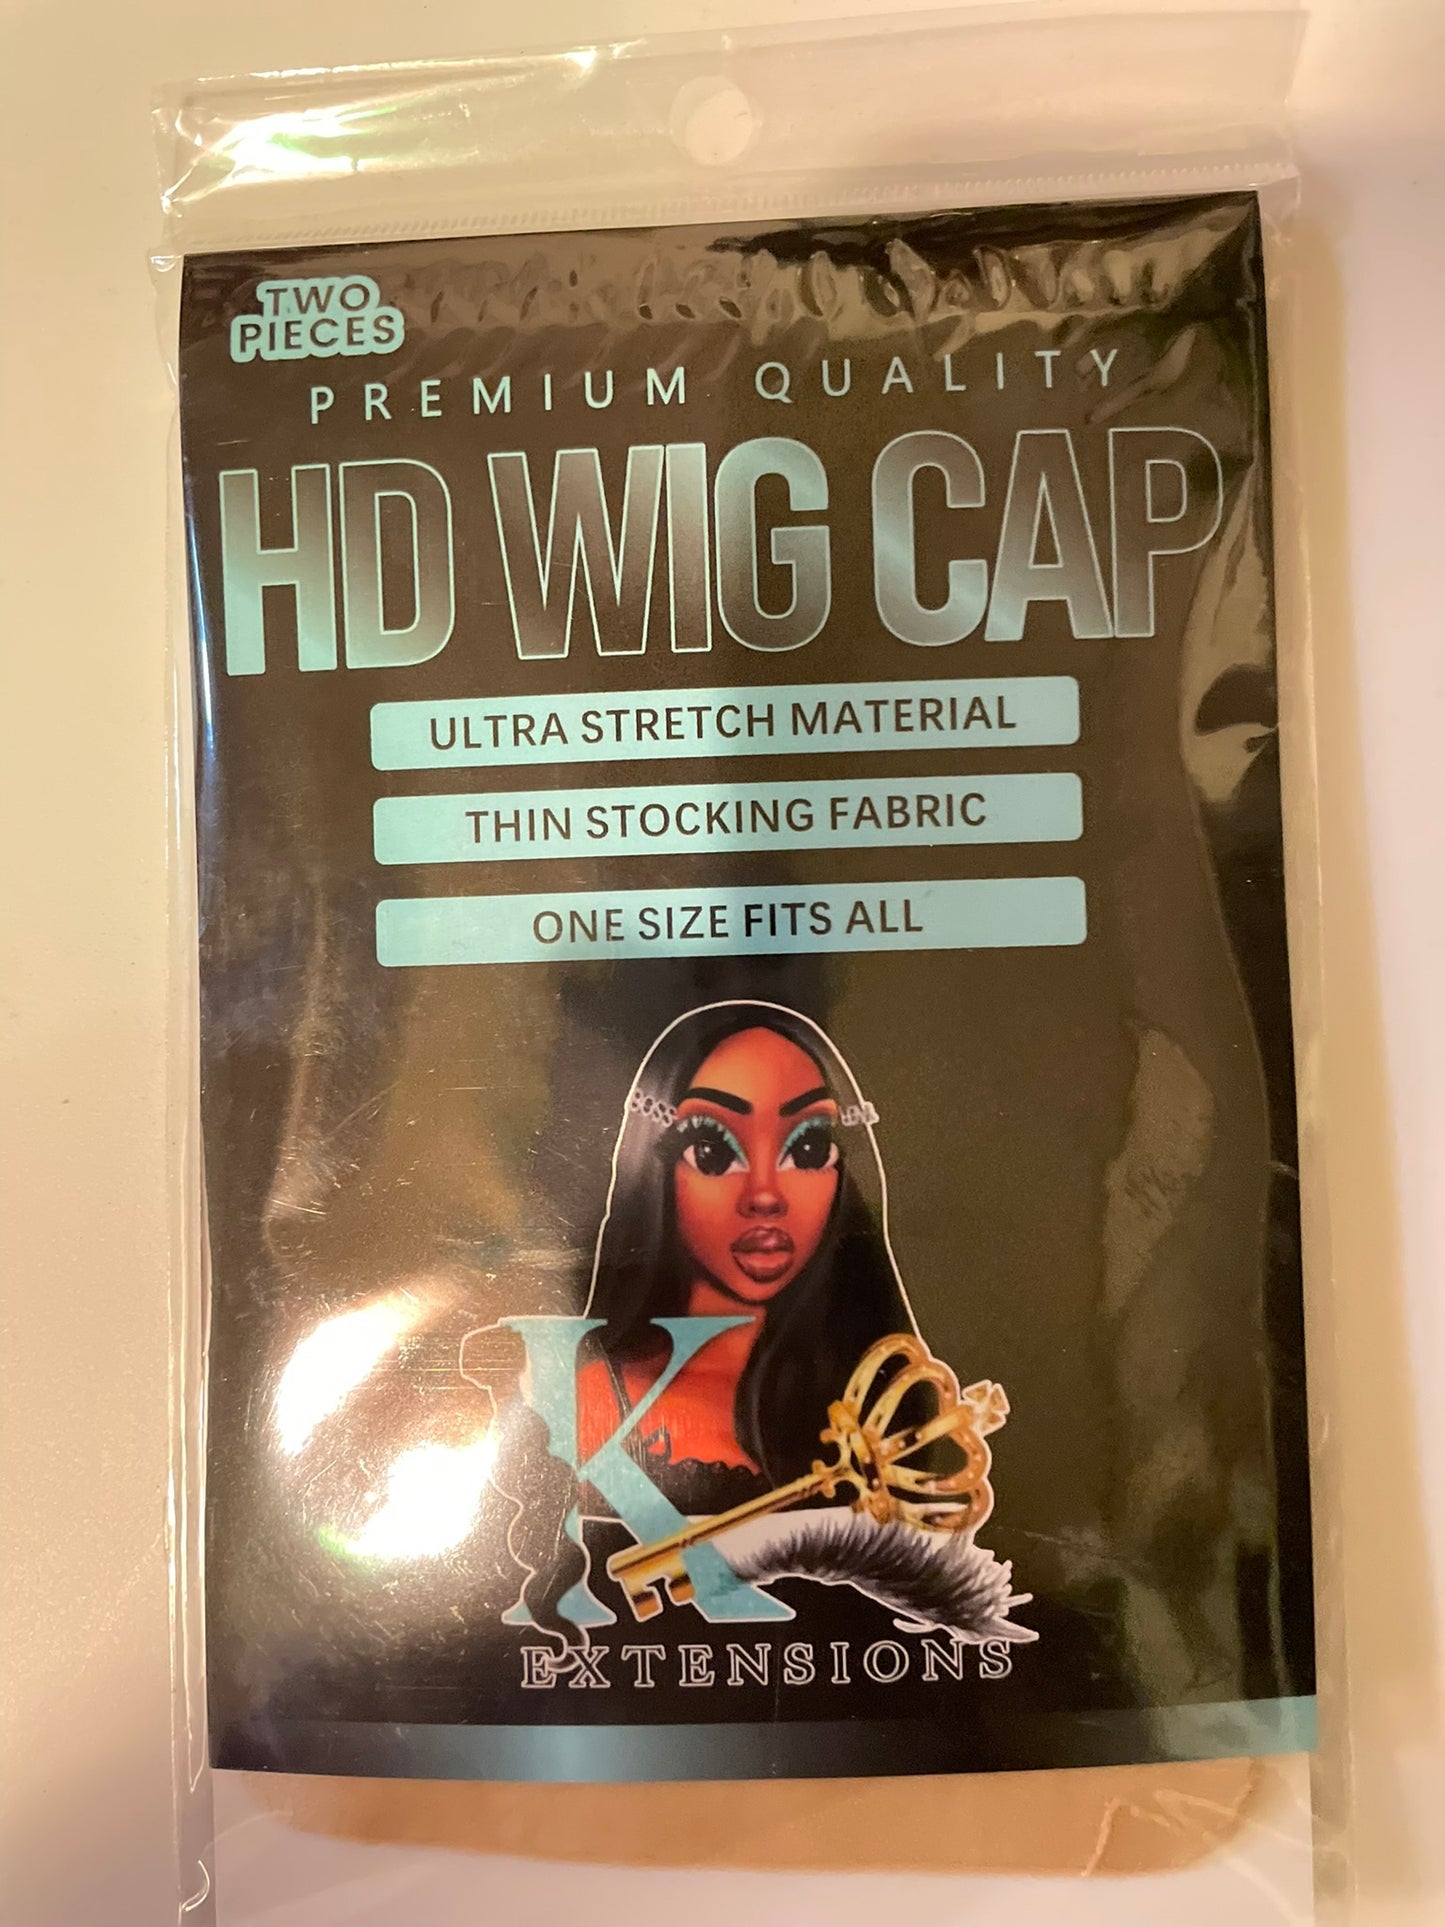 TWO
PIECES
PREMIUM QUALITY
HD WIG CAP
ULTRA STRETCH MATERIAL
THIN STOCKING FABRIC
ONE SIZE FITS ALL
BOSS
K
EXTENSIONS